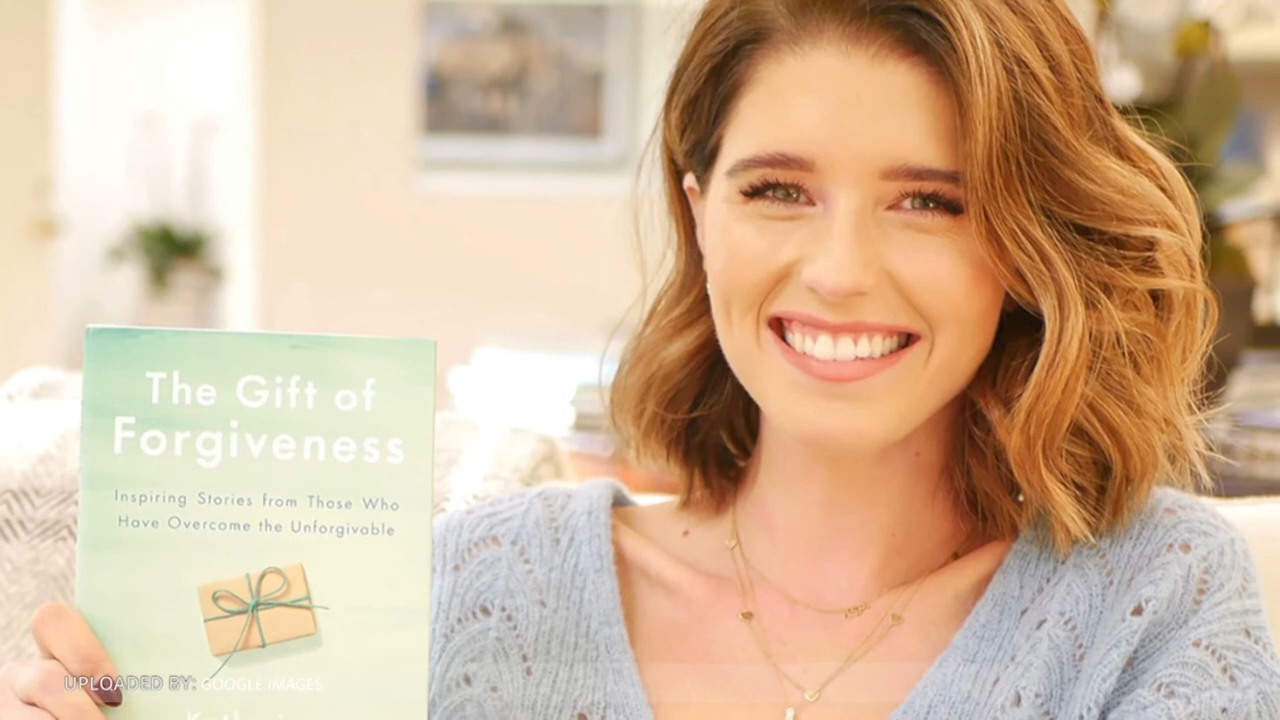 The Gift of
Forgiveness
Inspiring Stories from Those Who
Have Overcome the Unforgivable
UPLOADED BY: GOOGLE IMAGES